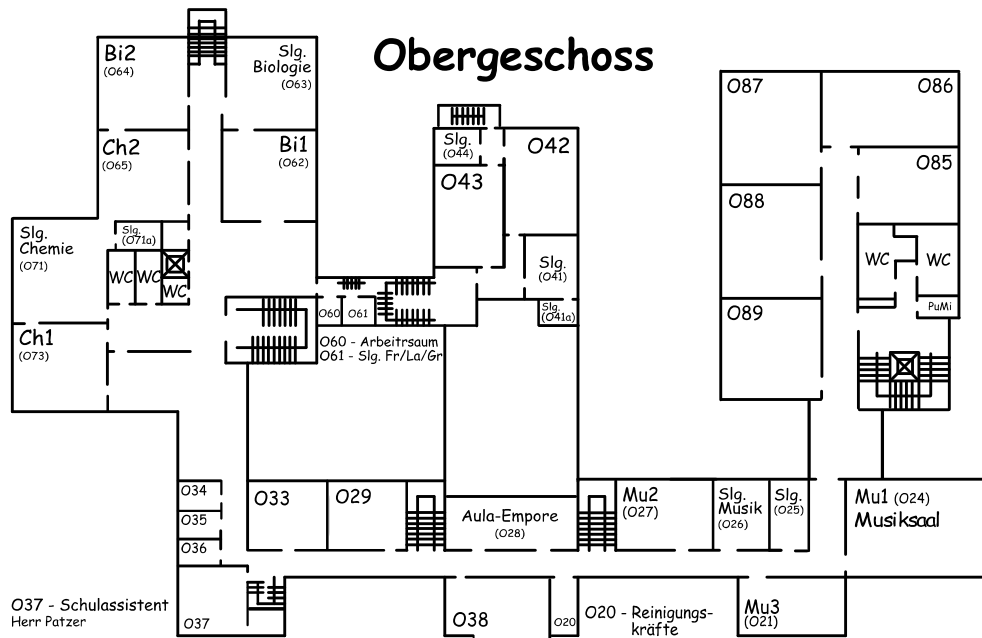 Obergeschoss
Bi2
(O64)
Slg.
Biologie
(O63)
Ch2
(O65)
Bi1
(O62)
Slg.
(O44)
O42
O43
O87
O86
O85
O88
Slg.
Chemie
(O71)
Slg.
(O71a)
WC
WC
WC
Slg.
(O41)
Slg.
(O41a)
WC
WC
PuMi
O89
Ch1
(O73)
O60
O61
O60 - Arbeitrsaum
O61 - Slg. Fr/La/Gr
O34
O35
O36
O33
O29
Aula-Empore
(O28)
Mu2
(O27)
Slg.
Musik
(O26)
Slg.
(O25)
Mu1 (O24)
Musiksaal
O37 - Schulassistent
Herr Patzer
O37
O38
O20
O20 - Reinigungs-
kräfte
Mu3
(O21)